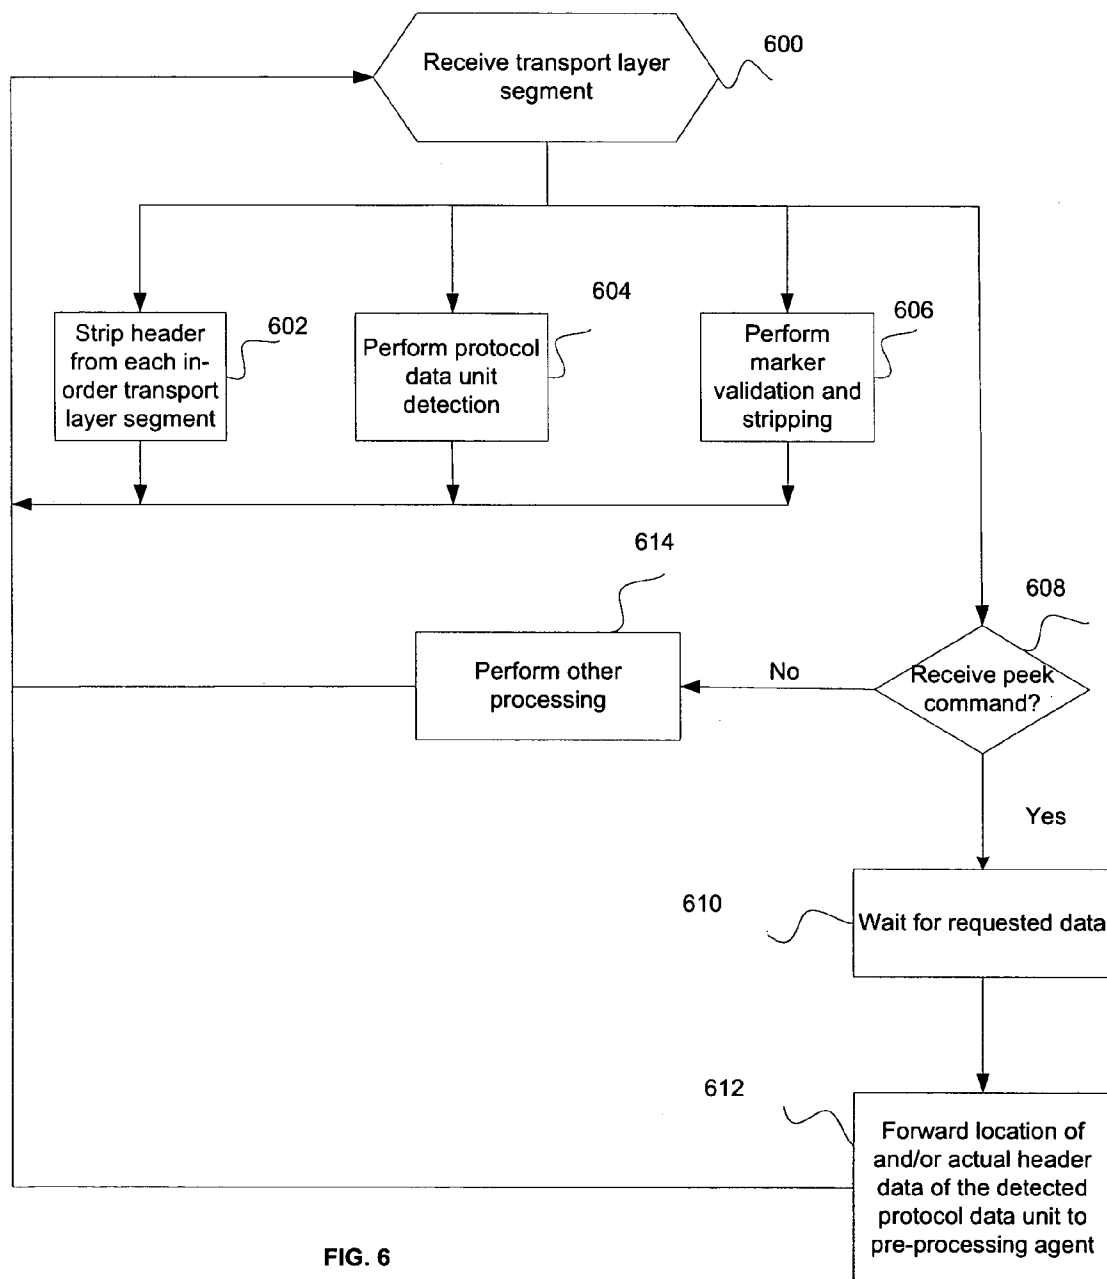 Receive transport layer
segment
600
Strip header
from each in-
order transport
layer segment
602
Perform protocol
data unit
detection
604
Perform
marker
validation and
stripping
606
614
Perform other
processing
No
Receive peek
command?
608
Yes
610
Wait for requested data
612
Forward location of
and/or actual header
data of the detected
protocol data unit to
pre-processing agent
FIG. 6